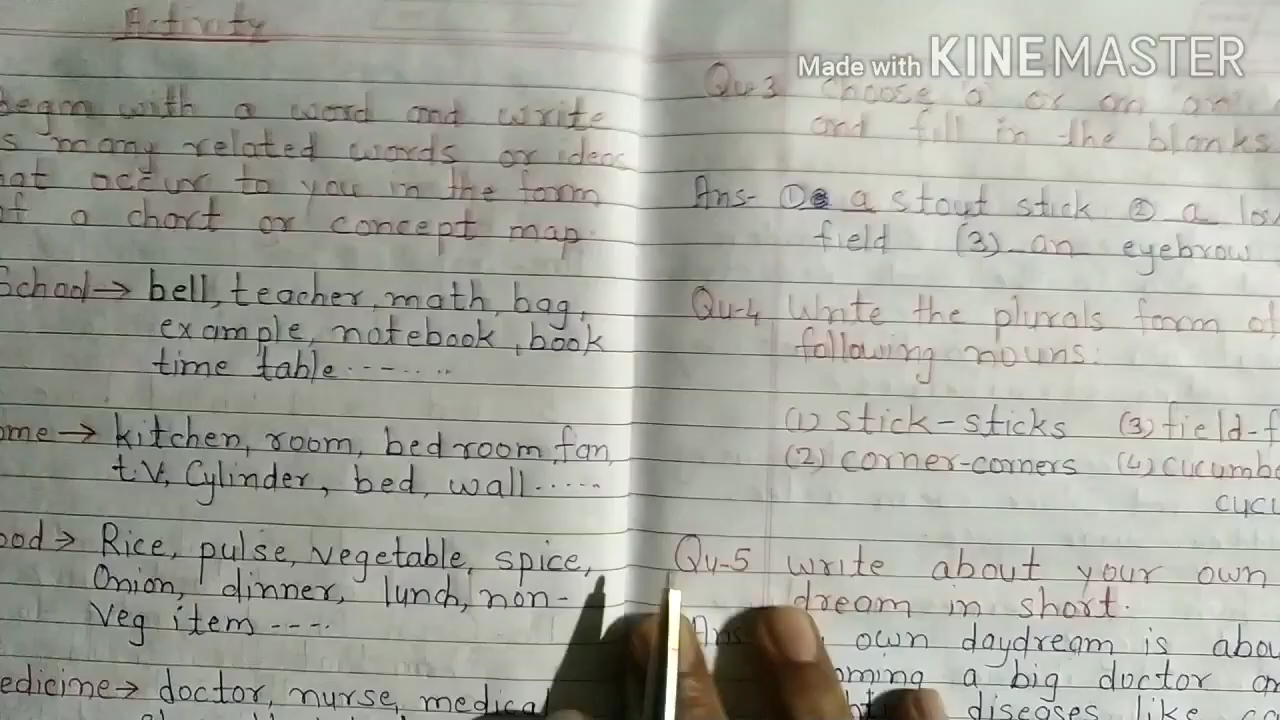 Activity
Begin with a word and write
s many related words or ideas
hat occur to you in the form
of a chart or concept map.
School → bell, teacher, math, bag,
example, notebook, book
time table -------
ome → kitchen, room, bedroom, fan,
t.V, Cylinder, bed, wall.....
ood → Rice, pulse, vegetable, spice,
Onion, dinner, lunch, non-
Veg item ----
edicine → doctor, nurse, medical
Made with KINEMASTER
Qu-3 Choose a or an
and fill in the blanks
Ans- ① a stout stick ② a
field (3) an eyebrow
Qu-4 Write the plurals form of
following nouns:
(1) stick-sticks (3) field-f
(2) corner-corners (4) cucumbe
cucu
Qu-5 write about your own
dream in short.
Ans own daydream is abou
oming a big doctor
diseases like